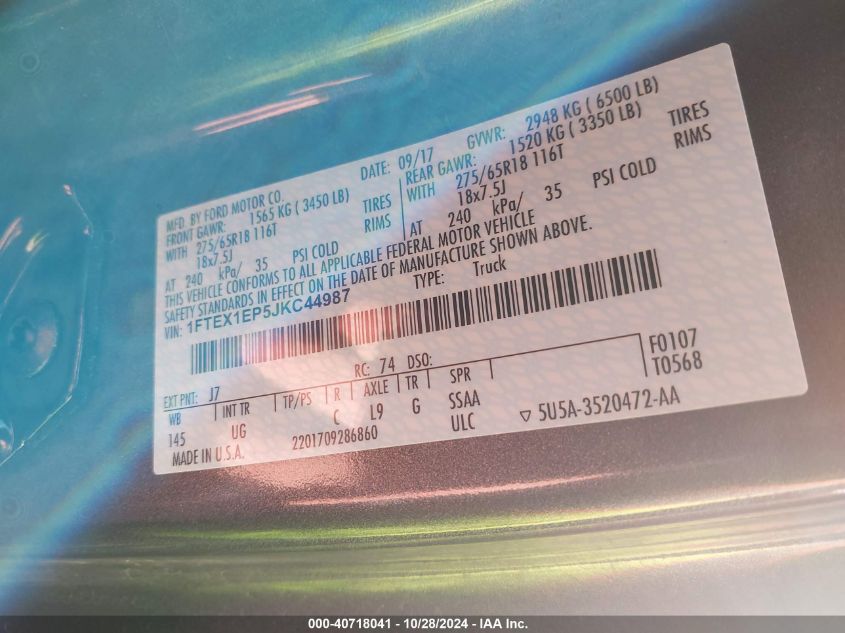 MFD. BY FORD MOTOR CO.
DATE: 09/17 GVWR: 2948 KG ( 6500 LB)
FRONT GAWR: 1565 KG ( 3450 LB)
WITH 275/65R18 116T TIRES
18x7.5J RIMS
AT 240 kPa/ 35 PSI COLD
REAR GAWR: 1520 KG ( 3350 LB)
WITH 275/65R18 116T TIRES
18x7.5J RIMS
AT 240 kPa/ 35 PSI COLD
THIS VEHICLE CONFORMS TO ALL APPLICABLE FEDERAL MOTOR VEHICLE
SAFETY STANDARDS IN EFFECT ON THE DATE OF MANUFACTURE SHOWN ABOVE.
VIN: 1FTEX1EP5JKC44987 TYPE: Truck
EXT PNT: J7 RC: 74 DSO: F0107
WB INT TR TP/PS R AXLE TR SPR T0568
145 UG C L9 G SSAA
MADE IN U.S.A. 2201709286860 ULC ▽ 5U5A-3520472-AA
000-40718041 - 10/28/2024 - IAA Inc.